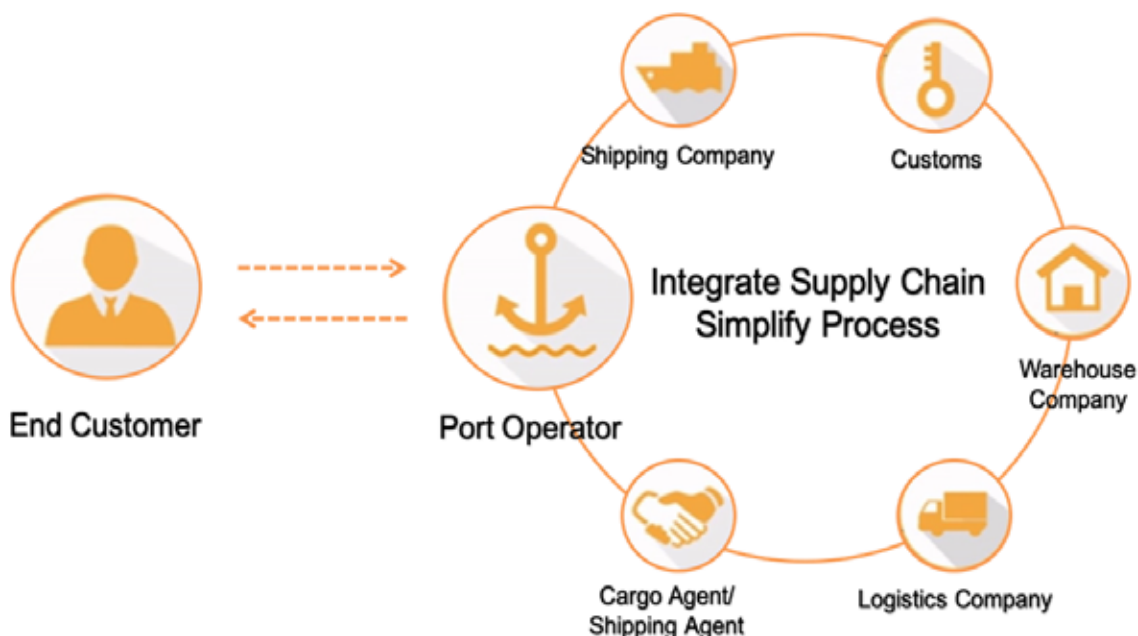 Shipping Company
Customs
Integrate Supply Chain
Simplify Process
Warehouse
Company
End Customer
Port Operator
Cargo Agent/
Shipping Agent
Logistics Company